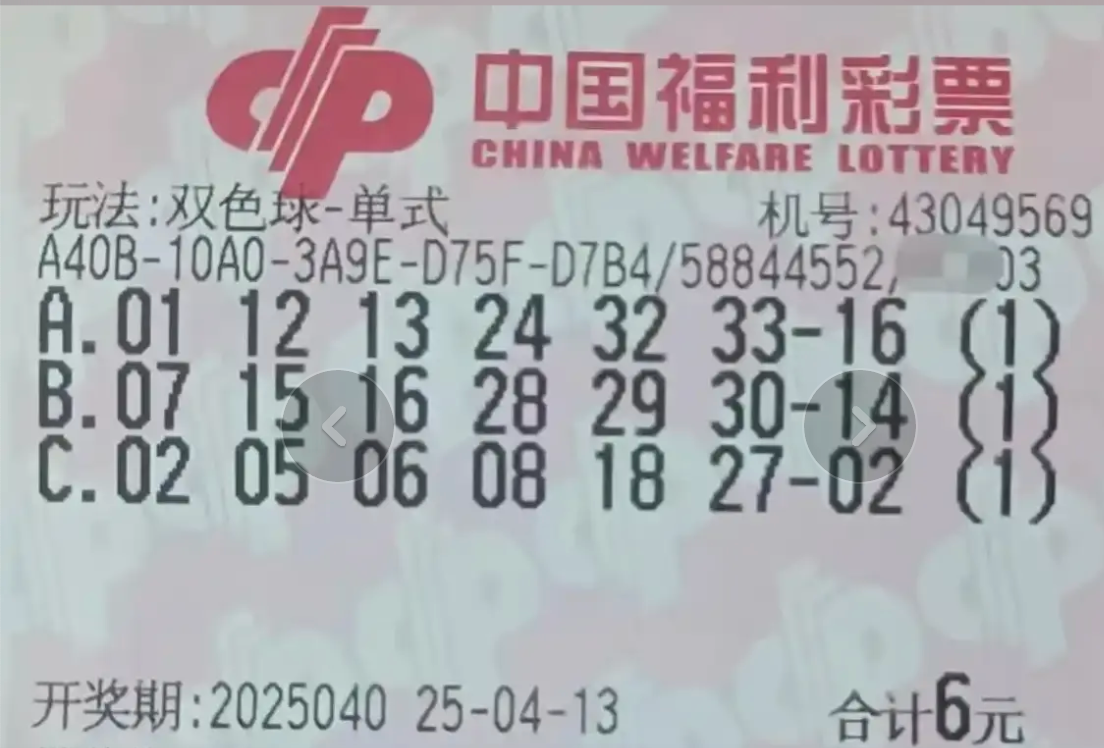 中国福利彩票
CHINA WELFARE LOTTERY
玩法:双色球-单式 机号:43049569
A40B-10A0-3A9E-D75F-D7B4/58844552, 03
A.01 12 13 24 32 33-16 (1)
B.07 15 16 28 29 30-14 (1)
C.02 05 06 08 18 27-02 (1)
开奖期:2025040 25-04-13 合计6元